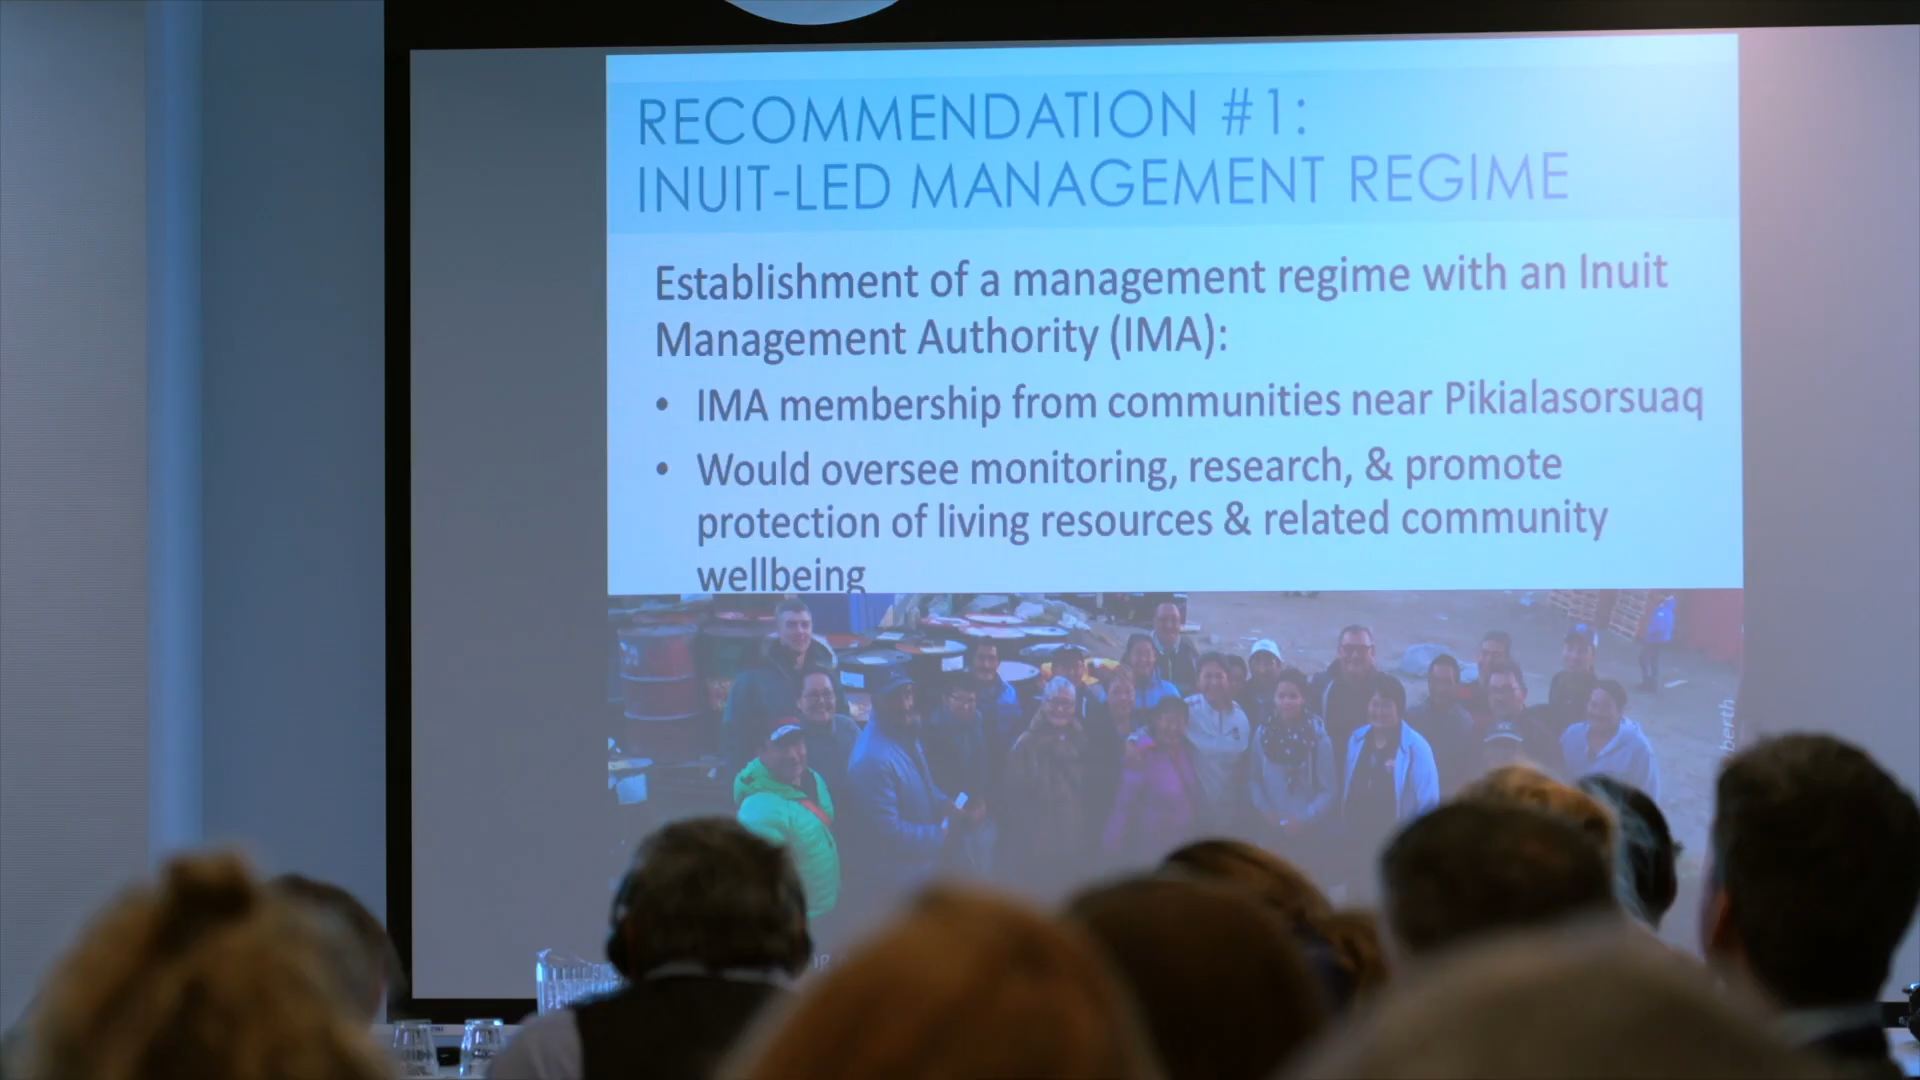 RECOMMENDATION #1:
INUIT-LED MANAGEMENT REGIME
Establishment of a management regime with an Inuit
Management Authority (IMA):
• IMA membership from communities near Pikialasorsuaq
• Would oversee monitoring, research, & promote
protection of living resources & related community
wellbeing
berth